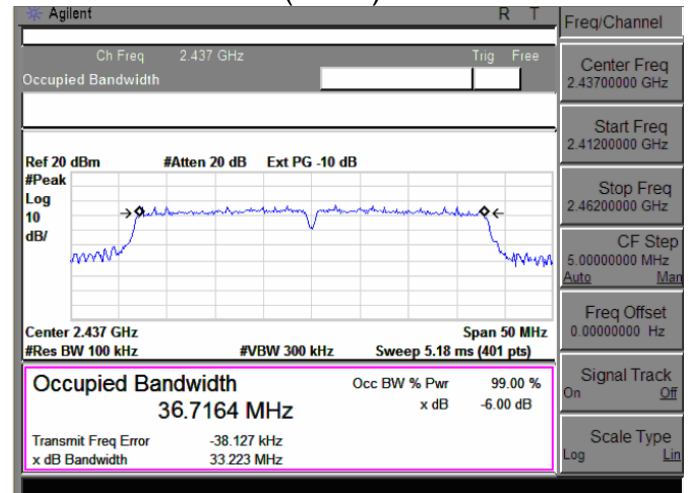 Agilent R T
Ch Freq 2.437 GHz Trig Free
Occupied Bandwidth
Ref 20 dBm #Atten 20 dB Ext PG -10 dB
#Peak
Log
10
dB/
Center 2.437 GHz Span 50 MHz
#Res BW 100 kHz #VBW 300 kHz Sweep 5.18 ms (401 pts)
Occupied Bandwidth Occ BW % Pwr 99.00 %
36.7164 MHz x dB -6.00 dB
Transmit Freq Error -38.127 kHz
x dB Bandwidth 33.223 MHz
Freq/Channel
Center Freq
2.43700000 GHz
Start Freq
2.41200000 GHz
Stop Freq
2.46200000 GHz
CF Step
5.00000000 MHz
Auto Man
Freq Offset
0.00000000 Hz
Signal Track
On Off
Scale Type
Log Lin